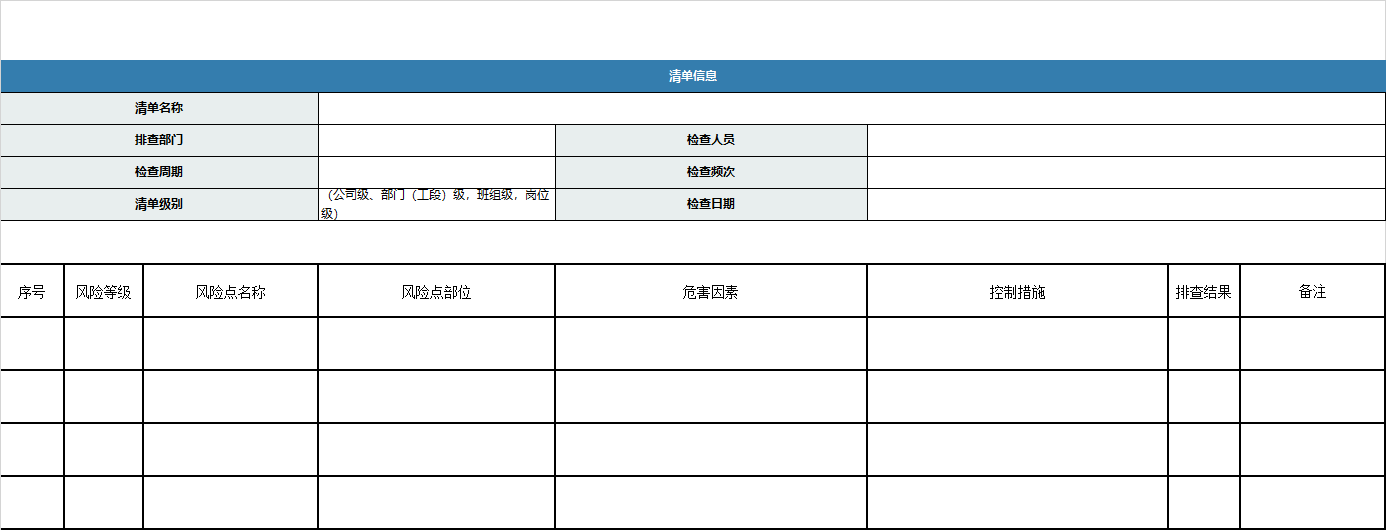 清单信息
清单名称
排查部门 检查人员
检查周期 检查频次
清单级别 （公司级、部门（工段）级，班组级，岗位
级） 检查日期
序号 风险等级 风险点名称 风险点部位 危害因素 控制措施 排查结果 备注